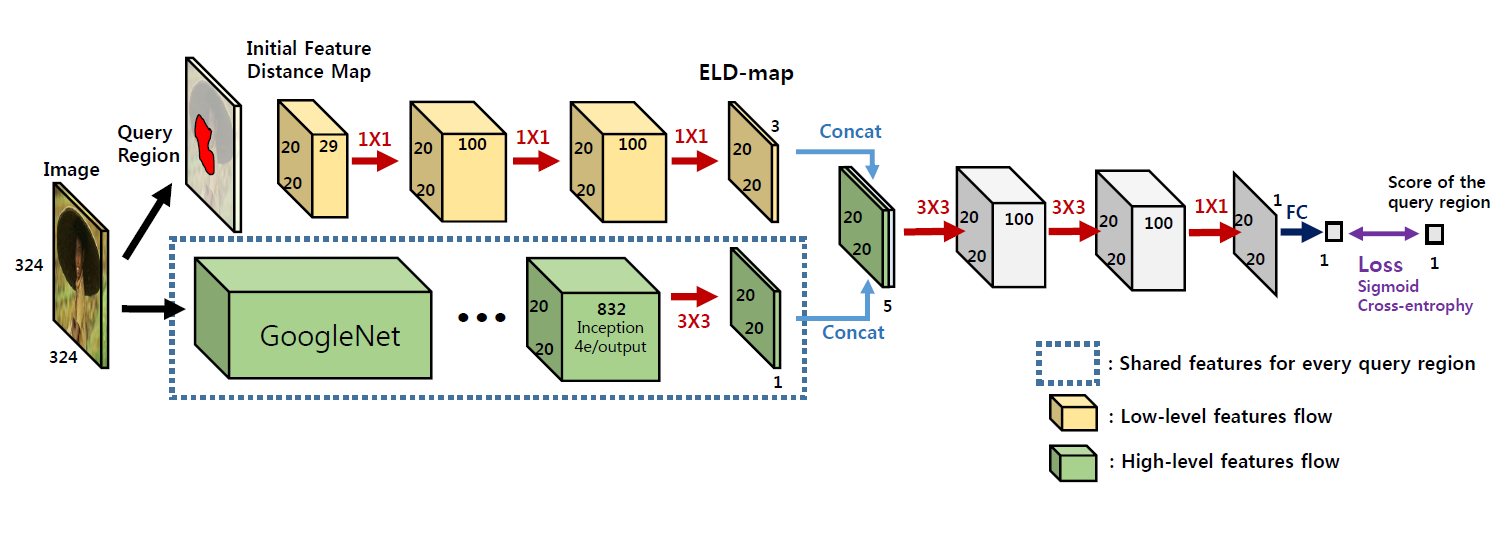 Initial Feature
Distance Map
ELD-map
Query
Region
Image
324
324
20
29
20
1X1
20
100
20
1X1
20
100
20
1X1
3
20
20
Concat
GoogleNet
20
832
Inception
4e/output
20
3X3
20
20
1
Concat
20
20
5
3X3
20
100
20
3X3
20
100
20
1X1
1
20
20
FC
1
Score of the
query region
1
Loss
Sigmoid
Cross-entrophy
: Shared features for every query region
: Low-level features flow
: High-level features flow